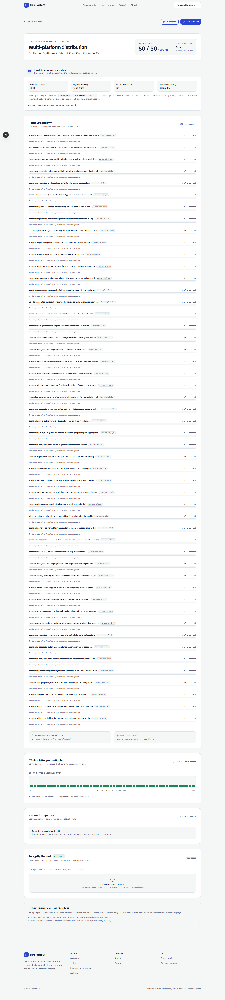 H HirePerfect
Assessments How it works Pricing About
Alex Candidate
Back to dashboard
Print report
View certificate
69a02691279d58e0b6246274 · Report v2
Multi-platform distribution
Candidate: Alex Candidate 4485 Submitted: 16 Sept 2026 Time: 0m 20s of 50m
OVERALL SCORE
50 / 50 (100%)
COMPETENCY TIER
Expert
Passing threshold met
How this score was worked out
Transparent scoring rules, point weights, and unanswered question criteria
Marks per Correct
+1 pt
Negative Marking
None (0 pt)
Passing Threshold
60%
Difficulty Weighting
Flat marks
The final percentage is computed as round(rawScore / maxScore × 100, 1) . Unanswered questions score 0 marks. Questions never reached due to session expiry or early termination are recorded
separately. Proctoring signals are evaluated independently and never alter skill scores.
Read our public scoring and proctoring methodology
N
Topic Breakdown
Diagnostic score distribution across assessment sub-skills
50 topics evaluated
scenario: using ai-generated art that unintentionally copies a copyrighted artist's Low sample (1 Qs) 1 of 1 correct
Too few questions (1 of 4 required) to provide a reliable percentage score.
when ai models generate images that reinforce harmful gender stereotypes, this Low sample (1 Qs) 1 of 1 correct
Too few questions (1 of 4 required) to provide a reliable percentage score.
scenario: your blog-to-video workflow is slow due to high-res video rendering. Low sample (1 Qs) 1 of 1 correct
Too few questions (1 of 4 required) to provide a reliable percentage score.
scenario: a podcaster automates multiple workflows but encounters duplicated Low sample (1 Qs) 1 of 1 correct
Too few questions (1 of 4 required) to provide a reliable percentage score.
scenario: automation produces inconsistent audio quality across clips. Low sample (1 Qs) 1 of 1 correct
Too few questions (1 of 4 required) to provide a reliable percentage score.
scenario: auto-leveling audio introduces clipping in peaks. likely reason? Low sample (1 Qs) 1 of 1 correct
Too few questions (1 of 4 required) to provide a reliable percentage score.
scenario: ai produces images for marketing without considering cultural Low sample (1 Qs) 1 of 1 correct
Too few questions (1 of 4 required) to provide a reliable percentage score.
scenario: repurposed social media graphics misrepresent data from a blog. Low sample (1 Qs) 1 of 1 correct
Too few questions (1 of 4 required) to provide a reliable percentage score.
using copyrighted images in ai training datasets without permission can lead to: Low sample (1 Qs) 1 of 1 correct
Too few questions (1 of 4 required) to provide a reliable percentage score.
scenario: repurposing video into audio-only content introduces volume Low sample (1 Qs) 1 of 1 correct
Too few questions (1 of 4 required) to provide a reliable percentage score.
scenario: repurposing a blog into multiple languages introduces Low sample (1 Qs) 1 of 1 correct
Too few questions (1 of 4 required) to provide a reliable percentage score.
scenario: an ai tool generates images that exaggerate certain racial features. Low sample (1 Qs) 1 of 1 correct
Too few questions (1 of 4 required) to provide a reliable percentage score.
scenario: automation produces duplicated blog posts when republishing old Low sample (1 Qs) 1 of 1 correct
Too few questions (1 of 4 required) to provide a reliable percentage score.
scenario: repurposed youtube shorts from a webinar have missing captions. Low sample (1 Qs) 1 of 1 correct
Too few questions (1 of 4 required) to provide a reliable percentage score.
using ai-generated images of celebrities for advertisements without consent can Low sample (1 Qs) 1 of 1 correct
Too few questions (1 of 4 required) to provide a reliable percentage score.
scenario: auto-transcription misses homophones (e.g., "their" vs "there"). Low sample (1 Qs) 1 of 1 correct
Too few questions (1 of 4 required) to provide a reliable percentage score.
scenario: auto-generated audiograms for social media are out of sync. Low sample (1 Qs) 1 of 1 correct
Too few questions (1 of 4 required) to provide a reliable percentage score.
scenario: an ai model produces biased images of certain ethnic groups due to Low sample (1 Qs) 1 of 1 correct
Too few questions (1 of 4 required) to provide a reliable percentage score.
scenario: using voice cloning to generate ai podcasts. ethical step? Low sample (1 Qs) 1 of 1 correct
Too few questions (1 of 4 required) to provide a reliable percentage score.
scenario: your ai tool is repurposing blog posts into videos but misaligns images. Low sample (1 Qs) 1 of 1 correct
Too few questions (1 of 4 required) to provide a reliable percentage score.
scenario: ai auto-generates blog posts from podcasts but misses context. Low sample (1 Qs) 1 of 1 correct
Too few questions (1 of 4 required) to provide a reliable percentage score.
scenario: ai-generated images are falsely attributed to a famous photographer. Low sample (1 Qs) 1 of 1 correct
Too few questions (1 of 4 required) to provide a reliable percentage score.
podcast automation software often uses which technology for transcription and Low sample (1 Qs) 1 of 1 correct
Too few questions (1 of 4 required) to provide a reliable percentage score.
scenario: a podcaster wants automated audio leveling across episodes. which tool Low sample (1 Qs) 1 of 1 correct
Too few questions (1 of 4 required) to provide a reliable percentage score.
scenario: ai auto-cuts awkward silences but cuts laughter in podcasts. Low sample (1 Qs) 1 of 1 correct
Too few questions (1 of 4 required) to provide a reliable percentage score.
scenario: an ai system generates images of fictional people for gaming purposes. Low sample (1 Qs) 1 of 1 correct
Too few questions (1 of 4 required) to provide a reliable percentage score.
scenario: a company wants to use ai-generated avatars for internal Low sample (1 Qs) 1 of 1 correct
Too few questions (1 of 4 required) to provide a reliable percentage score.
scenario: repurposed content across platforms has inconsistent formatting. Low sample (1 Qs) 1 of 1 correct
Too few questions (1 of 4 required) to provide a reliable percentage score.
scenario: ai removes "um" and "ah" from podcasts but cuts meaningful Low sample (1 Qs) 1 of 1 correct
Too few questions (1 of 4 required) to provide a reliable percentage score.
scenario: voice cloning used to generate celebrity podcasts without consent. Low sample (1 Qs) 1 of 1 correct
Too few questions (1 of 4 required) to provide a reliable percentage score.
scenario: your blog-to-podcast workflow generates unnatural sentence breaks. Low sample (1 Qs) 1 of 1 correct
Too few questions (1 of 4 required) to provide a reliable percentage score.
scenario: ai removes repetitive background music incorrectly. fix? Low sample (1 Qs) 1 of 1 correct
Too few questions (1 of 4 required) to provide a reliable percentage score.
which principle is violated if ai-generated images are intentionally used to Low sample (1 Qs) 1 of 1 correct
Too few questions (1 of 4 required) to provide a reliable percentage score.
scenario: using voice cloning to mimic customer voices in support calls without Low sample (1 Qs) 1 of 1 correct
Too few questions (1 of 4 required) to provide a reliable percentage score.
scenario: a podcaster wants to automate background music insertion but notices Low sample (1 Qs) 1 of 1 correct
Too few questions (1 of 4 required) to provide a reliable percentage score.
scenario: you want to create infographics from blog statistics but ai Low sample (1 Qs) 1 of 1 correct
Too few questions (1 of 4 required) to provide a reliable percentage score.
scenario: using voice cloning to generate multilingual versions of your own Low sample (1 Qs) 1 of 1 correct
Too few questions (1 of 4 required) to provide a reliable percentage score.
scenario: auto-generating audiograms for social media but video doesn't sync. Low sample (1 Qs) 1 of 1 correct
Too few questions (1 of 4 required) to provide a reliable percentage score.
scenario: social media snippets from a podcast are getting low engagement. Low sample (1 Qs) 1 of 1 correct
Too few questions (1 of 4 required) to provide a reliable percentage score.
scenario: ai auto-generates highlights but includes repetitive sections. Low sample (1 Qs) 1 of 1 correct
Too few questions (1 of 4 required) to provide a reliable percentage score.
scenario: a company wants to clone voices of employees for a virtual assistant. Low sample (1 Qs) 1 of 1 correct
Too few questions (1 of 4 required) to provide a reliable percentage score.
scenario: auto-transcription software misinterprets words in a technical podcast. Low sample (1 Qs) 1 of 1 correct
Too few questions (1 of 4 required) to provide a reliable percentage score.
scenario: automation repurposes a video into multiple formats, but resolution Low sample (1 Qs) 1 of 1 correct
Too few questions (1 of 4 required) to provide a reliable percentage score.
scenario: a podcaster automates social media promotion for episodes but Low sample (1 Qs) 1 of 1 correct
Too few questions (1 of 4 required) to provide a reliable percentage score.
scenario: a company wants to generate marketing images using ai trained on Low sample (1 Qs) 1 of 1 correct
Too few questions (1 of 4 required) to provide a reliable percentage score.
scenario: automated repurposing mislabels sections in an e-book created from Low sample (1 Qs) 1 of 1 correct
Too few questions (1 of 4 required) to provide a reliable percentage score.
scenario: ai repurposing workflow introduces inconsistent branding across Low sample (1 Qs) 1 of 1 correct
Too few questions (1 of 4 required) to provide a reliable percentage score.
scenario: ai-generated voices spread misinformation on social media. Low sample (1 Qs) 1 of 1 correct
Too few questions (1 of 4 required) to provide a reliable percentage score.
scenario: using ai to generate episode summaries automatically. potential Low sample (1 Qs) 1 of 1 correct
Too few questions (1 of 4 required) to provide a reliable percentage score.
scenario: ai incorrectly identifies speaker voices in multi-person audio. Low sample (1 Qs) 1 of 1 correct
Too few questions (1 of 4 required) to provide a reliable percentage score.
Demonstrated Strengths (≥80%)
No topics qualified for high-strength threshold.
Focus Gaps (≤50%)
No major topic gaps detected in this attempt.
Timing & Response Pacing
Server-derived response times, dwell patterns, and answer revisions
Median: 0s/question
QUESTION PACE & ACCURACY STRIP
Q1 Correct Incorrect Unanswered Q50
No rushed answers detected; pacing remained deliberate throughout.
Cohort Comparison
Score positioning relative to verified candidate attempts
Cohort: 6 attempts
Percentile comparison withheld
Not enough completed attempts yet to compare this score (6 attempts recorded; 30 required).
Integrity Record No issues
Objective proctoring log and monitoring coverage verified by GuardEye AI
0 flags logged
Clean proctored session with zero monitoring anomalies recorded.
Clean Examination Session
Full-screen lockdown and continuous webcam heuristics recorded zero violations.
Report Reliability & Evidentiary Boundaries
This report provides an objective evaluation based on 50 proctored questions under GuardEye AI monitoring. The skill score reflects domain accuracy independently of proctoring flags.
50 topics had fewer than 4 questions, so statistical percentages were suppressed to avoid false precision.
Percentile ranks are suppressed until the assessment reaches 30 verified attempts (6 currently recorded).
H HirePerfect
AI-proctored online assessments with
browser lockdown, identity verification,
and reviewable integrity records.
PRODUCT
Assessments
Pricing
How proctoring works
Dashboard
COMPANY
About
Contact
LEGAL
Privacy policy
Terms of service
© 2026 HirePerfect.
Payments secured by Razorpay · HMAC-SHA256 signature verified